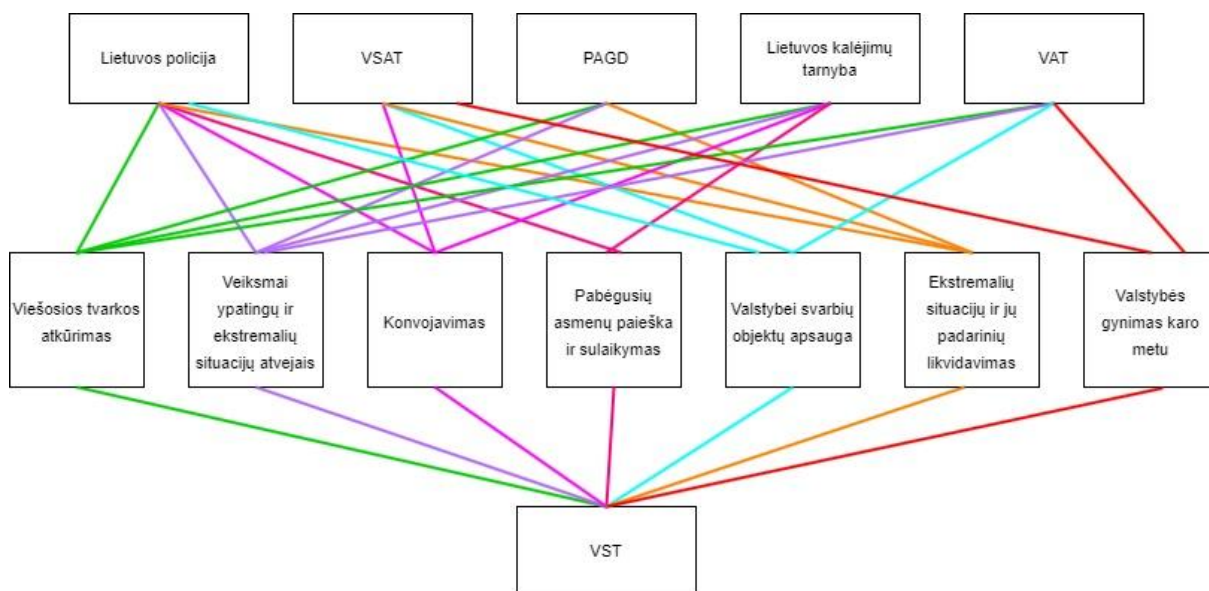 Lietuvos policija
VSAT
PAGD
Lietuvos kalėjimų
tarnyba
VAT
Viešosios tvarkos
atkūrimas
Veiksmai
ypatingų ir
ekstremalių
situacijų atvejais
Konvojavimas
Pabėgusių
asmenų paieška
ir sulaikymas
Valstybei svarbių
objektų apsauga
Ekstremalių
situacijų ir jų
padarinių
likvidavimas
Valstybės
gynimas karo
metu
VST